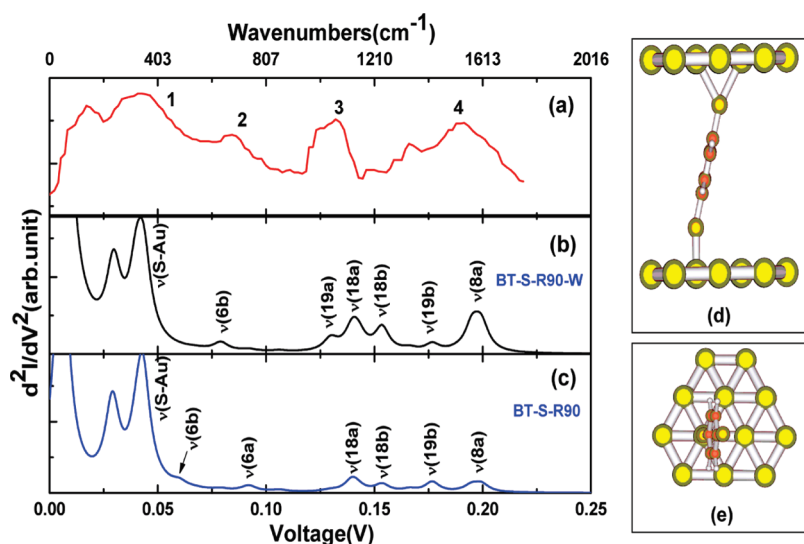 Wavenumbers(cm⁻¹)
0 403 807 1210 1613 2016
(a)
1 2 3 4
(b)
BT-S-R90-W
ν(S-Au) ν(6b) ν(19a) ν(18a) ν(18b) ν(19b) ν(8a)
(c)
BT-S-R90
ν(S-Au) ν(6b) ν(6a) ν(18a) ν(18b) ν(19b) ν(8a)
d²I/dV²(arb.unit)
0.00 0.05 0.10 0.15 0.20 0.25
Voltage(V)
(d)
(e)